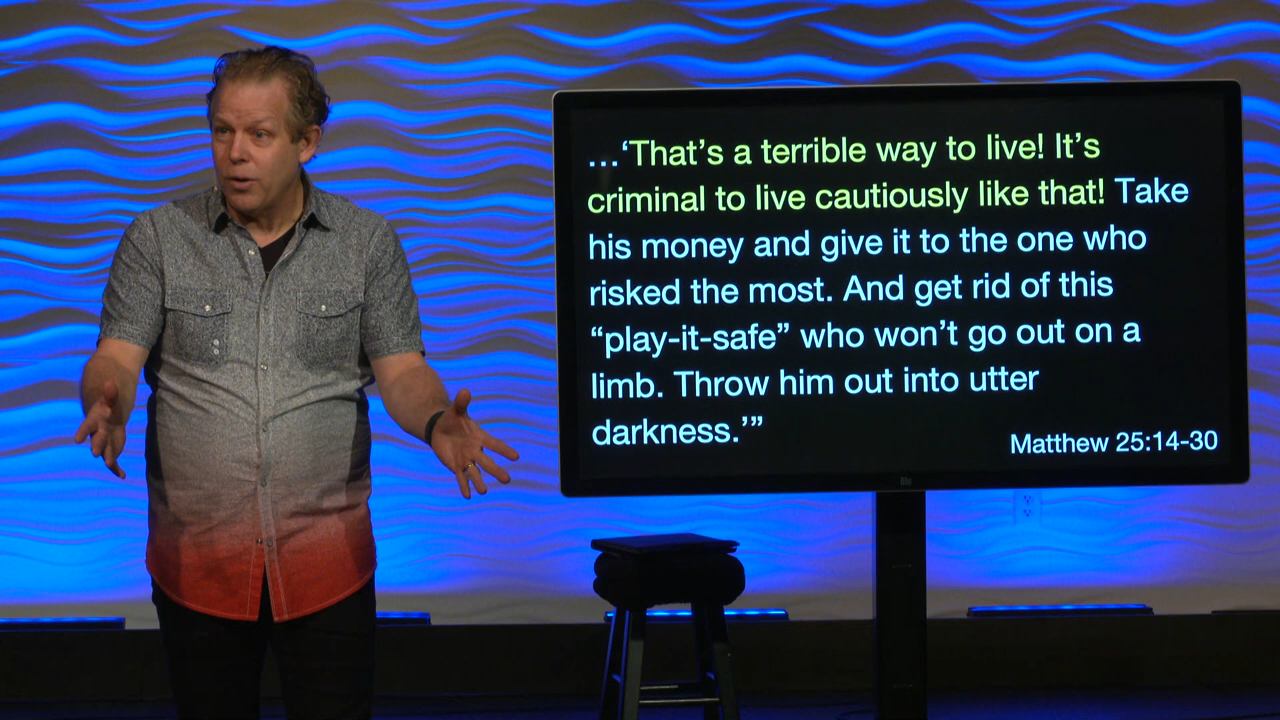 …‘That’s a terrible way to live! It’s
criminal to live cautiously like that! Take
his money and give it to the one who
risked the most. And get rid of this
“play-it-safe” who won’t go out on a
limb. Throw him out into utter
darkness.’”
Matthew 25:14-30